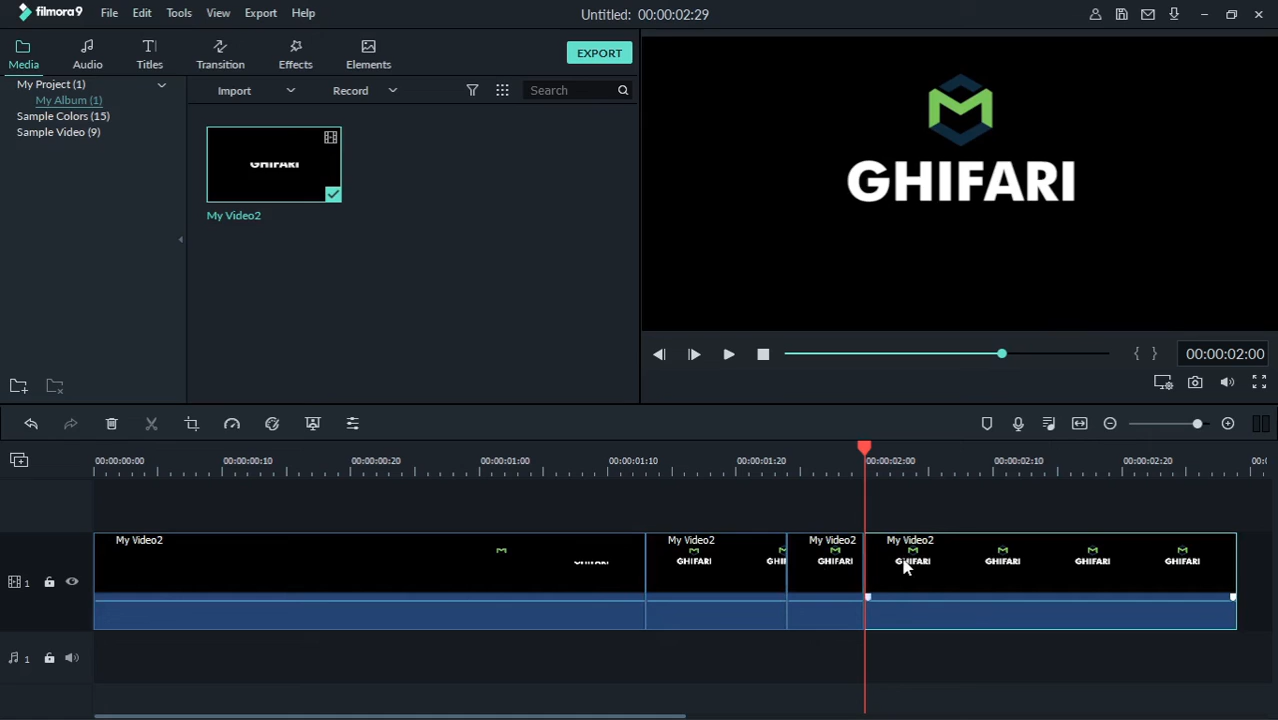 filmora9 File Edit Tools View Export Help Untitled: 00:00:02:29
Media Audio Titles Transition Effects Elements EXPORT
My Project (1)
My Album (1)
Sample Colors (15)
Sample Video (9)
Import Record Search
GHIFARI
My Video2
M
GHIFARI
00:00:02:00
00:00:00:00 00:00:00:10 00:00:00:20 00:00:01:00 00:00:01:10 00:00:01:20 00:00:02:00 00:00:02:10 00:00:02:20
My Video2 My Video2 My Video2 My Video2
GHIFARI GHIFARI GHIFARI GHIFARI GHIFARI GHIFARI
1
1